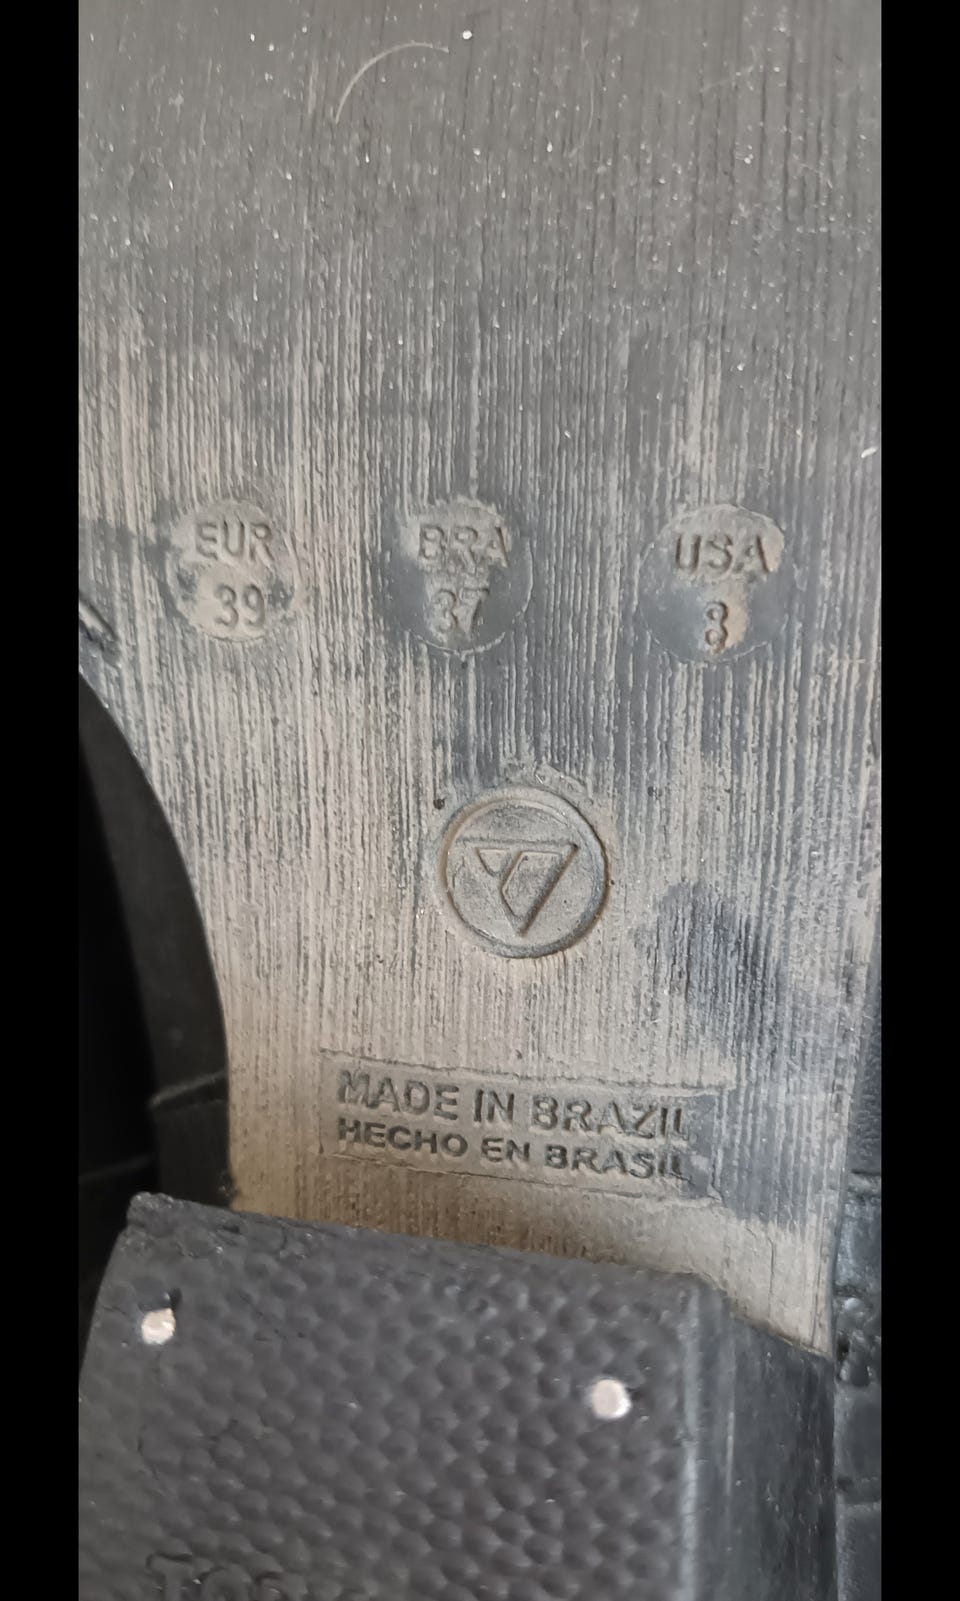 EUR
39
BRA
37
USA
8
MADE IN BRAZIL
HECHO EN BRASIL